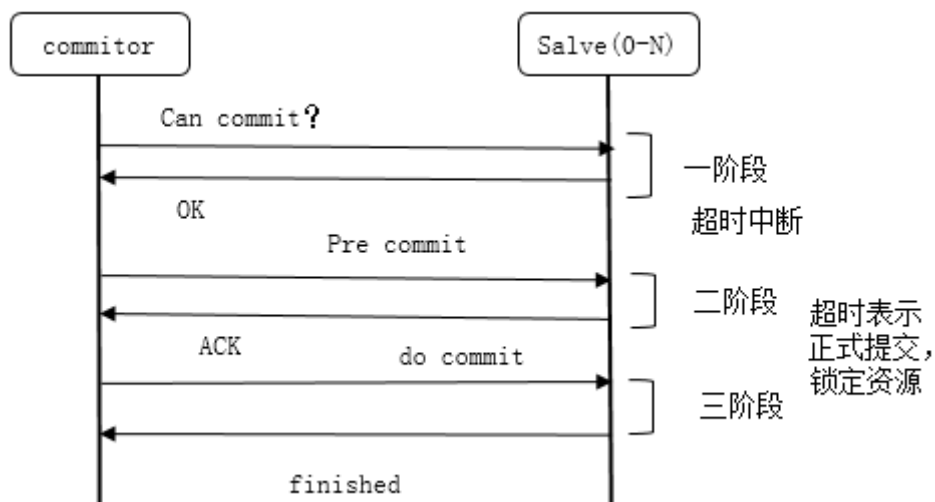 commitor
Salve(0-N)
Can commit？
一阶段
OK
超时中断
Pre commit
二阶段
超时表示
正式提交，
锁定资源
ACK
do commit
三阶段
finished